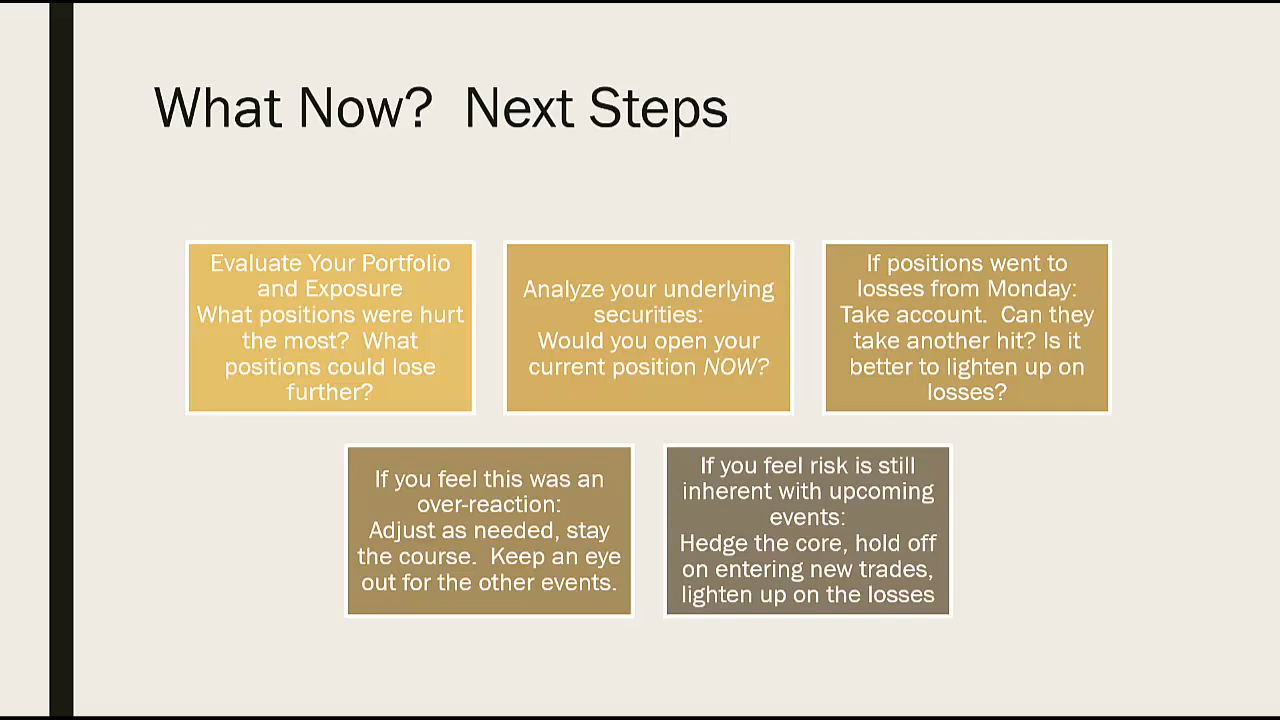 What Now?  Next Steps
Evaluate Your Portfolio
and Exposure
What positions were hurt
the most?  What
positions could lose
further?
Analyze your underlying
securities:
Would you open your
current position NOW?
If positions went to
losses from Monday:
Take account.  Can they
take another hit? Is it
better to lighten up on
losses?
If you feel this was an
over-reaction:
Adjust as needed, stay
the course.  Keep an eye
out for the other events.
If you feel risk is still
inherent with upcoming
events:
Hedge the core, hold off
on entering new trades,
lighten up on the losses